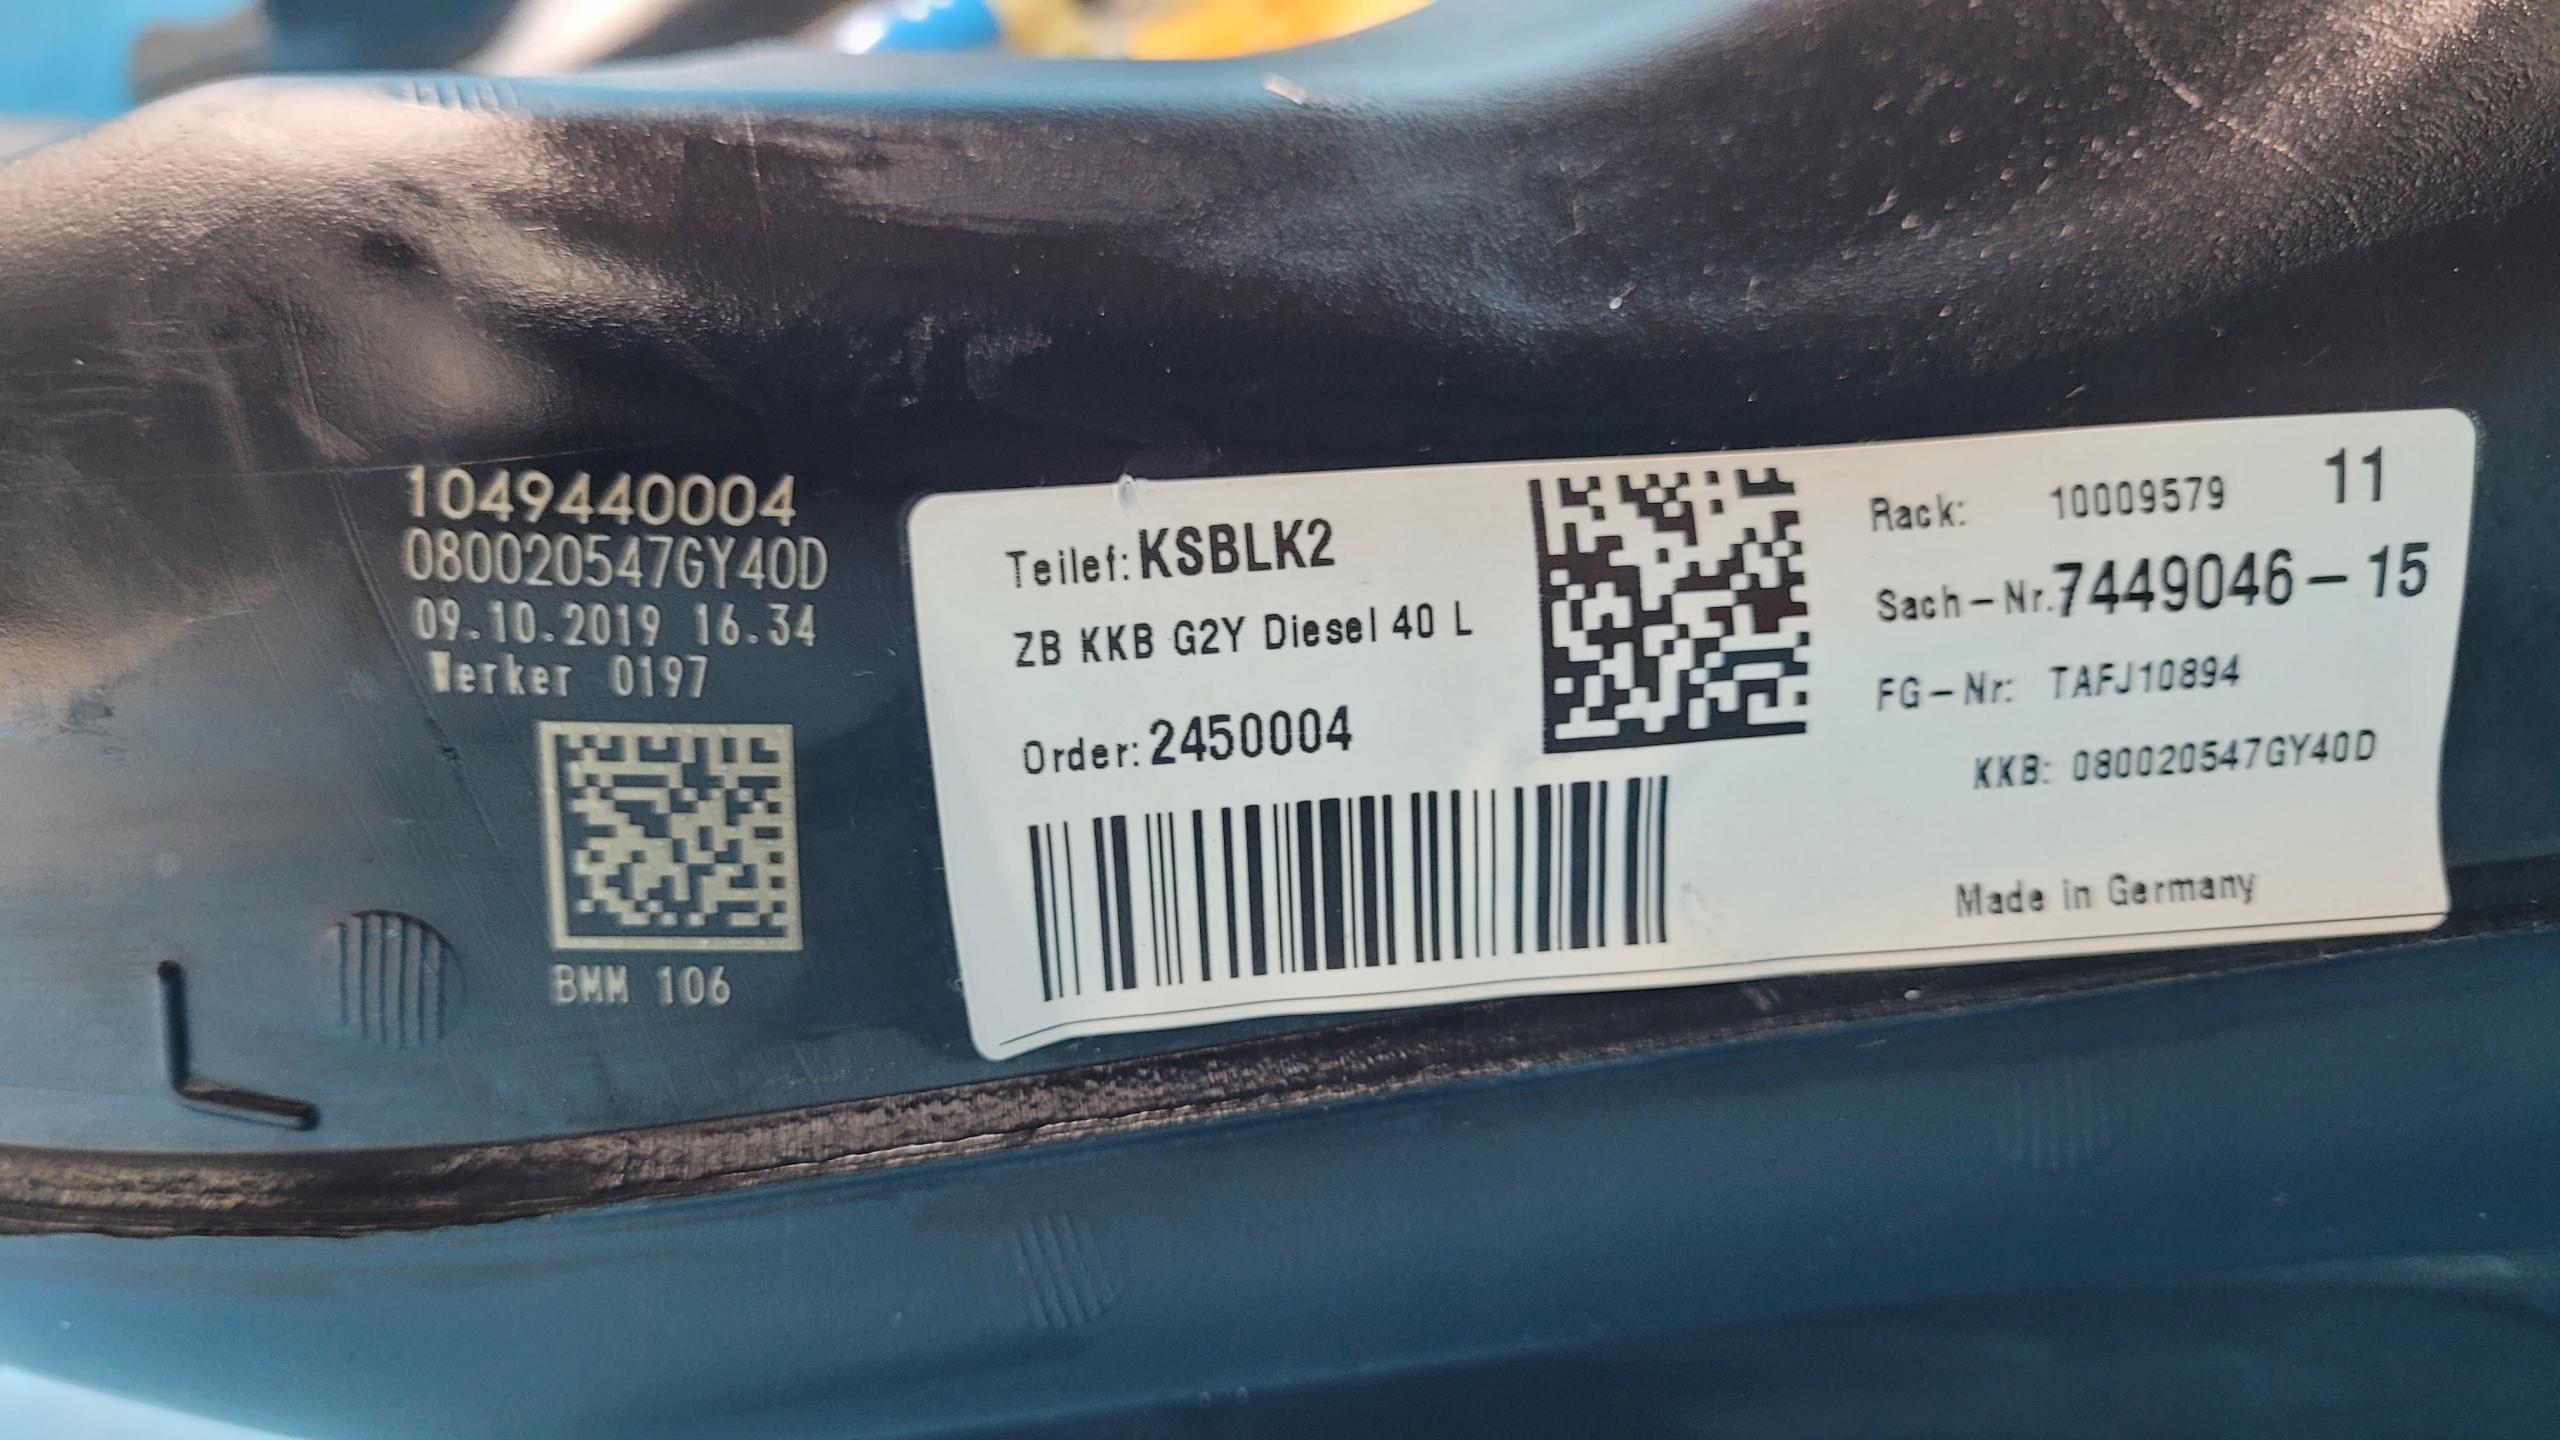 1049440004
080020547GY40D
09.10.2019 16.34
Werker 0197
BMM 106
L
Teilef: KSBLK2
ZB KKB G2Y Diesel 40 L
Order: 2450004
Rack: 10009579 11
Sach-Nr. 7449046-15
FG-Nr: TAFJ10894
KKB: 080020547GY40D
Made in Germany